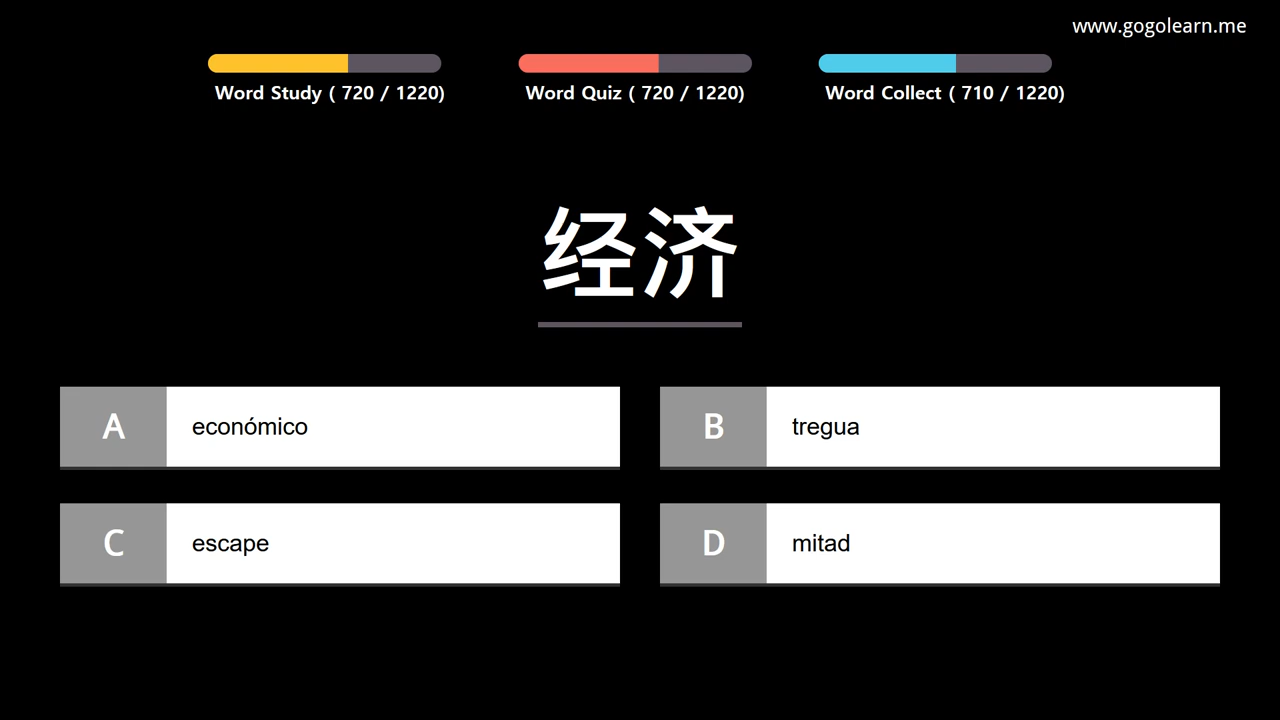 www.gogolearn.me
Word Study ( 720 / 1220)
Word Quiz ( 720 / 1220)
Word Collect ( 710 / 1220)
经济
A económico
B tregua
C escape
D mitad